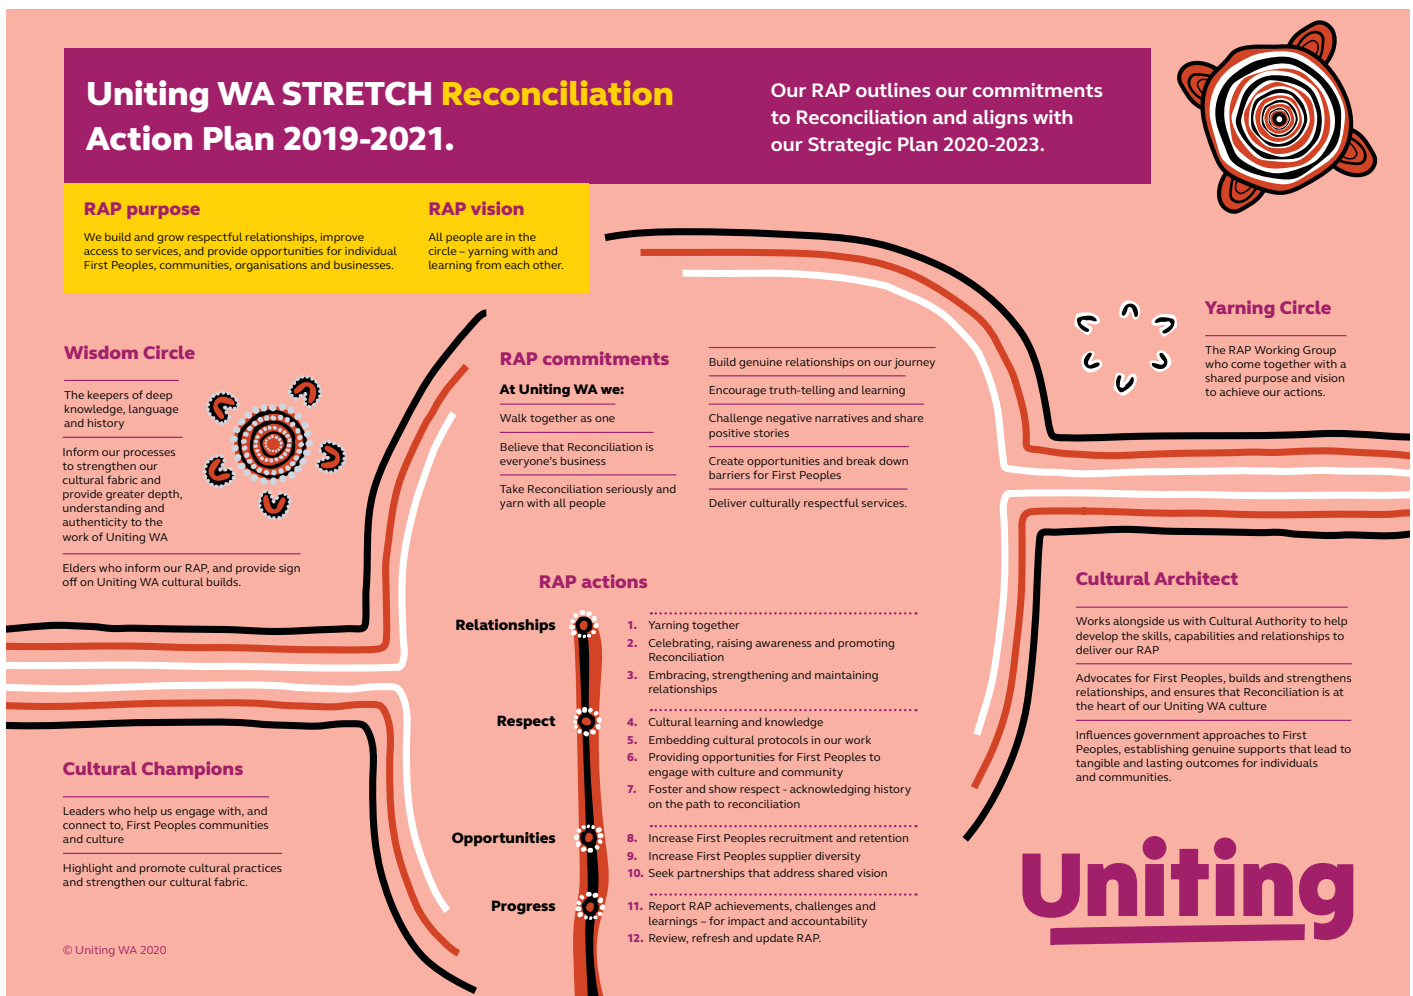 Uniting WA STRETCH Reconciliation
Action Plan 2019-2021.
Our RAP outlines our commitments
to Reconciliation and aligns with
our Strategic Plan 2020-2023.
RAP purpose
We build and grow respectful relationships, improve
access to services, and provide opportunities for individual
First Peoples, communities, organisations and businesses.
RAP vision
All people are in the
circle – yarning with and
learning from each other.
Wisdom Circle
The keepers of deep
knowledge, language
and history
Inform our processes
to strengthen our
cultural fabric and
provide greater depth,
understanding and
authenticity to the
work of Uniting WA
Elders who inform our RAP, and provide sign
off on Uniting WA cultural builds.
RAP commitments
At Uniting WA we:
Walk together as one
Believe that Reconciliation is
everyone's business
Take Reconciliation seriously and
yarn with all people
Build genuine relationships on our journey
Encourage truth-telling and learning
Challenge negative narratives and share
positive stories
Create opportunities and break down
barriers for First Peoples
Deliver culturally respectful services.
Yarning Circle
The RAP Working Group
who come together with a
shared purpose and vision
to achieve our actions.
RAP actions
Relationships
1. Yarning together
2. Celebrating, raising awareness and promoting
Reconciliation
3. Embracing, strengthening and maintaining
relationships
Respect
4. Cultural learning and knowledge
5. Embedding cultural protocols in our work
6. Providing opportunities for First Peoples to
engage with culture and community
7. Foster and show respect - acknowledging history
on the path to reconciliation
Opportunities
8. Increase First Peoples recruitment and retention
9. Increase First Peoples supplier diversity
10. Seek partnerships that address shared vision
Progress
11. Report RAP achievements, challenges and
learnings – for impact and accountability
12. Review, refresh and update RAP.
Cultural Architect
Works alongside us with Cultural Authority to help
develop the skills, capabilities and relationships to
deliver our RAP
Advocates for First Peoples, builds and strengthens
relationships, and ensures that Reconciliation is at
the heart of our Uniting WA culture
Influences government approaches to First
Peoples, establishing genuine supports that lead to
tangible and lasting outcomes for individuals
and communities.
Cultural Champions
Leaders who help us engage with, and
connect to, First Peoples communities
and culture
Highlight and promote cultural practices
and strengthen our cultural fabric.
© Uniting WA 2020
Uniting